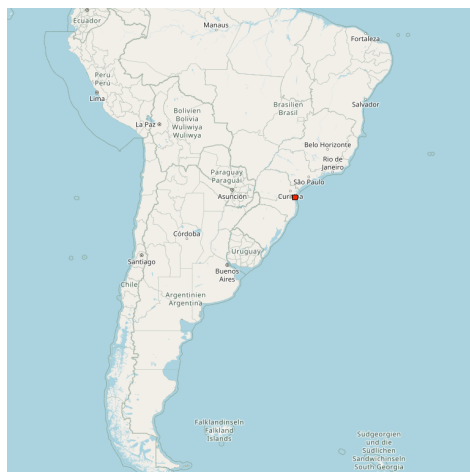 Manaus
Ecuador
Fortaleza
Peru
Perú
Lima
Brasilien
Brasil
Salvador
Bolivien
Bolivia
Wuliwya
Wuliwya
La Paz
Belo Horizonte
Rio de
Janeiro
São Paulo
Paraguay
Paraguái
Asunción
Córdoba
Uruguay
Santiago
Buenos
Aires
Chile
Argentinien
Argentina
Falklandinseln
Falkland
Islands
Südgeorgien
und die
Südlichen
Sandwichinseln
South Georgia